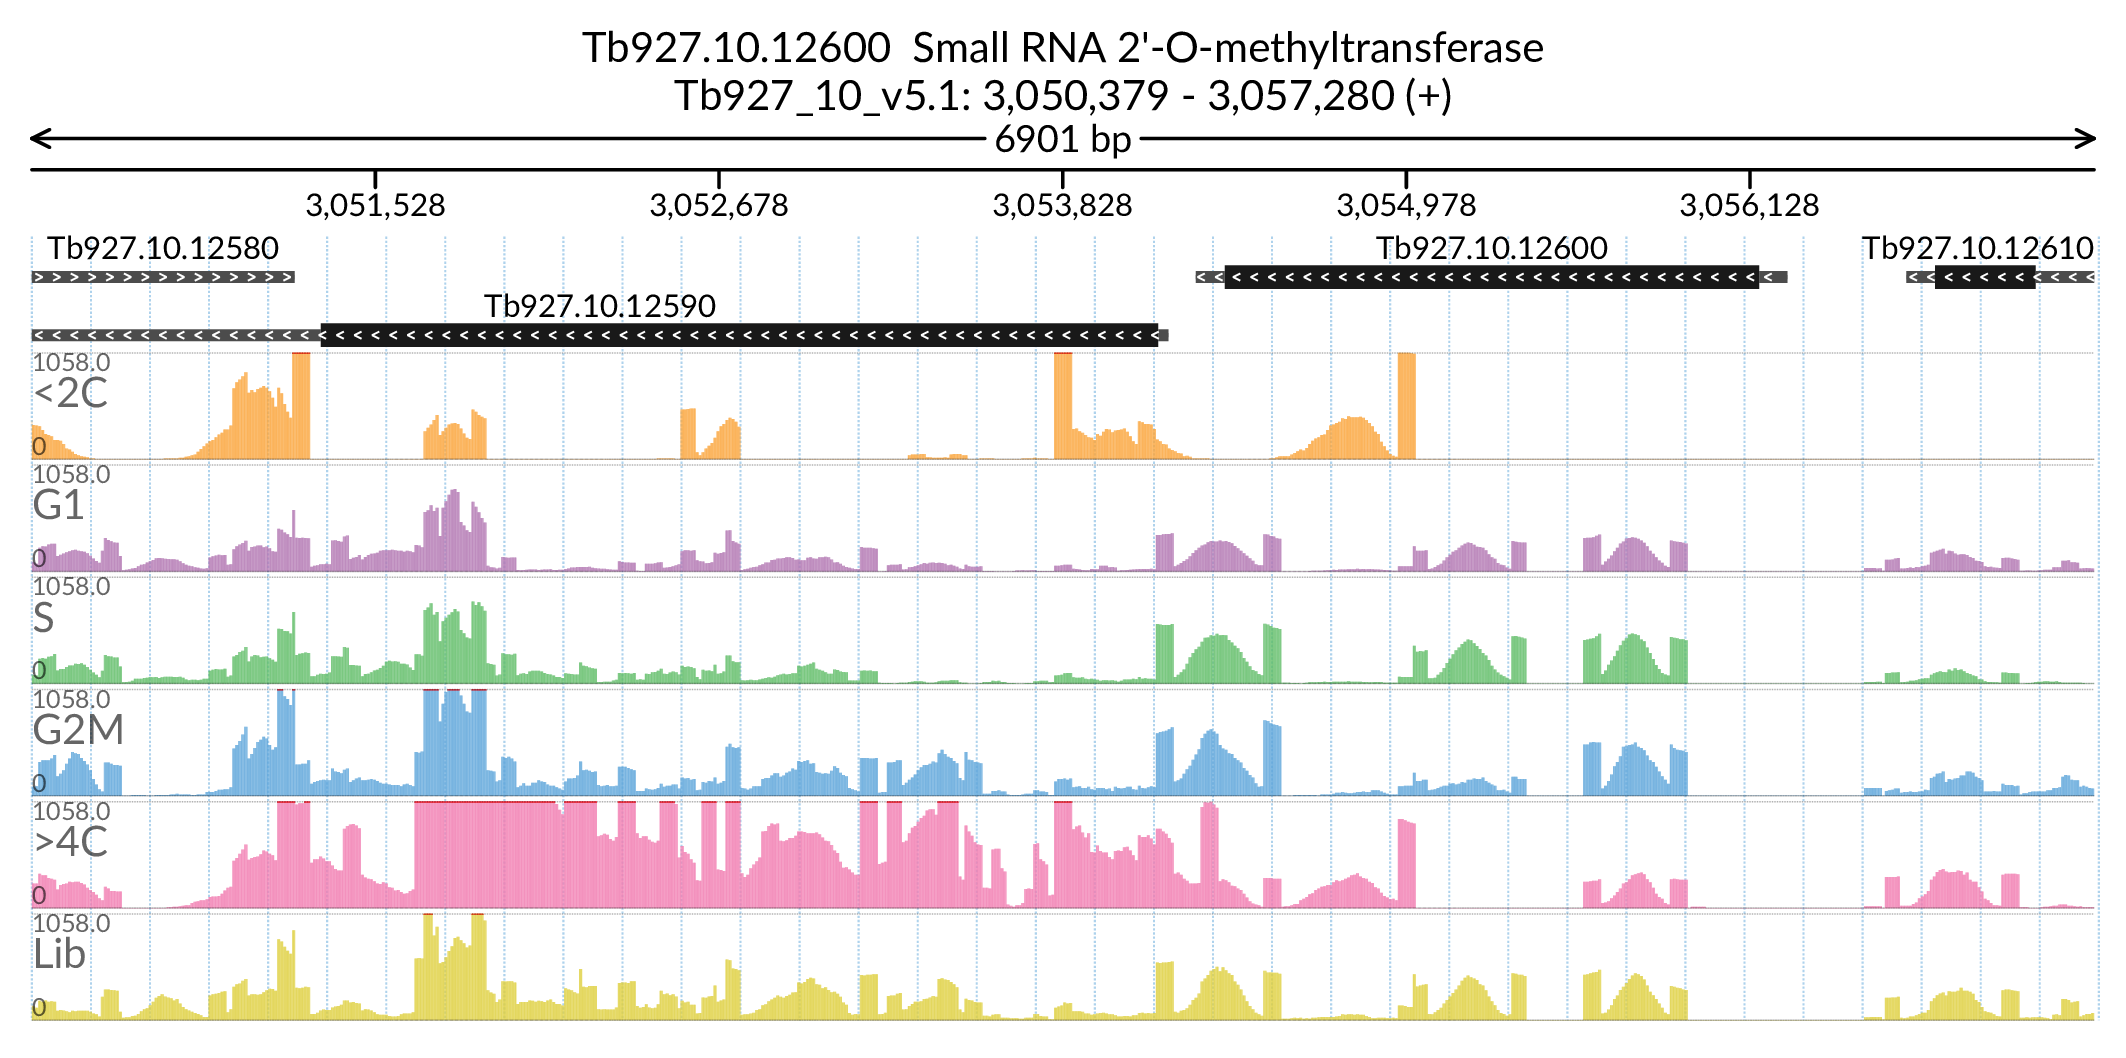 Tb927.10.12600  Small RNA 2'-O-methyltransferase
Tb927_10_v5.1: 3,050,379 - 3,057,280 (+)
6901 bp
3,051,528 3,052,678 3,053,828 3,054,978 3,056,128
Tb927.10.12580 Tb927.10.12600 Tb927.10.12610
Tb927.10.12590
1058.0
<2C
0
1058.0
G1
0
1058.0
S
0
1058.0
G2M
0
1058.0
>4C
0
1058.0
Lib
0